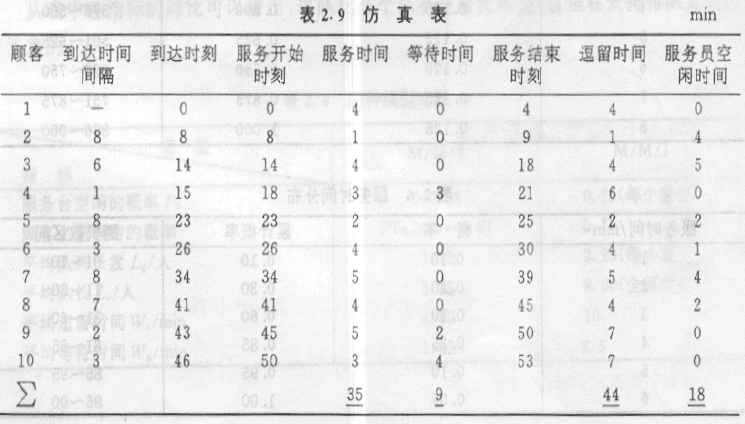 表2.9 仿真表 min
顾客 到达时间间隔 到达时刻 服务开始时刻 服务时间 等待时间 服务结束时刻 逗留时间 服务员空闲时间
1 0 0 4 4 4 0
2 8 8 8 1 0 9 1 4
3 6 14 14 4 0 18 4 5
4 1 15 18 3 3 21 6 0
5 8 23 23 2 0 25 2 2
6 3 26 26 4 0 30 4 1
7 8 34 34 5 0 39 5 4
8 7 41 41 4 0 45 4 2
9 2 43 45 5 2 50 7 0
10 3 46 50 3 4 53 7 0
∑ 35 9 44 18